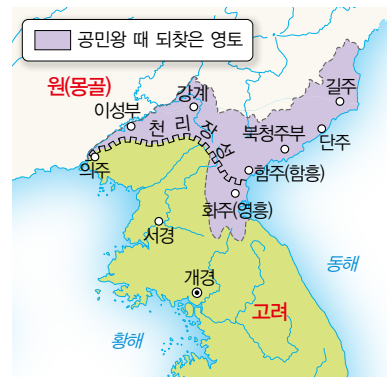 공민왕 때 되찾은 영토
원(몽골)
강계
길주
이성부
천리장성
북청주부
단주
의주
함주(함흥)
화주(영흥)
서경
동해
개경
고려
황해